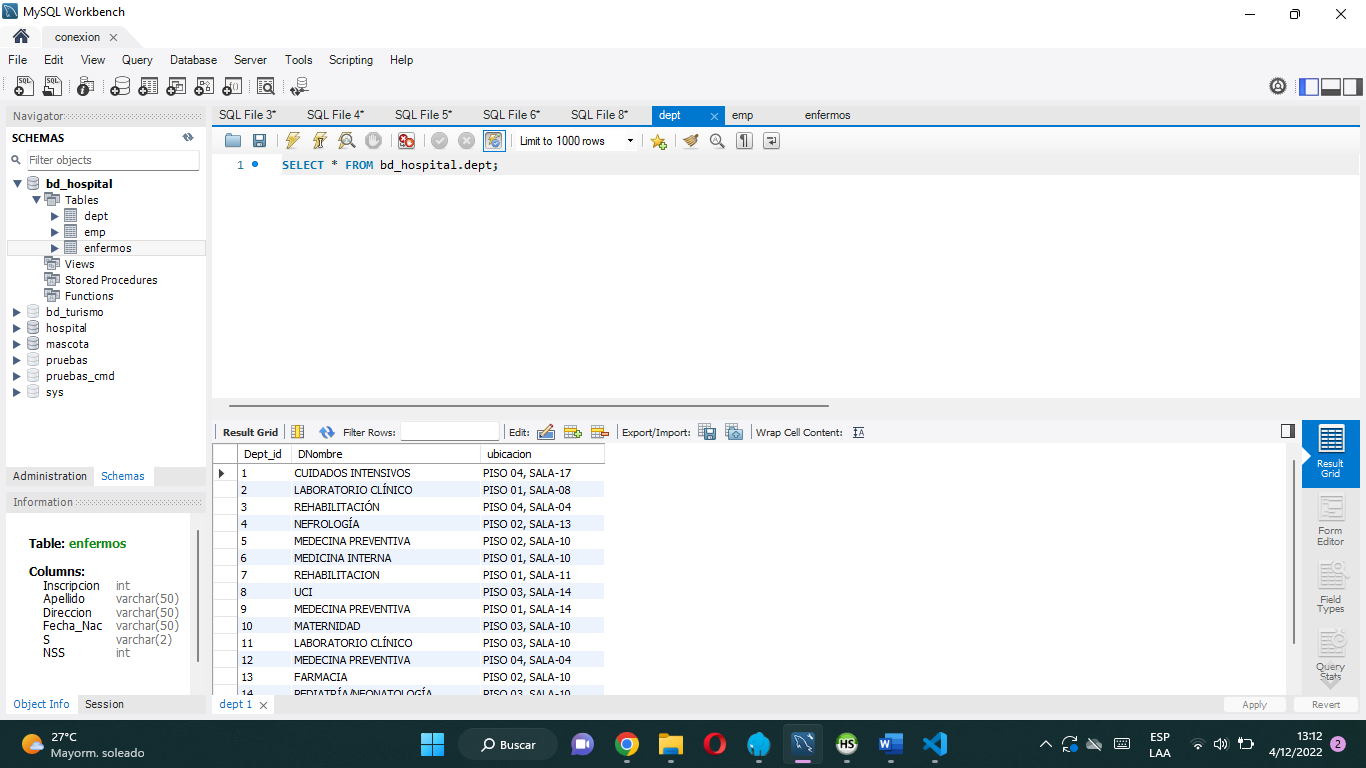 MySQL Workbench
conexion
File Edit View Query Database Server Tools Scripting Help
Navigator
SCHEMAS
Filter objects
bd_hospital
Tables
dept
emp
enfermos
Views
Stored Procedures
Functions
bd_turismo
hospital
mascota
pruebas
pruebas_cmd
sys
Administration Schemas
Information
Table: enfermos
Columns:
Inscripcion int
Apellido varchar(50)
Direccion varchar(50)
Fecha_Nac varchar(50)
S varchar(2)
NSS int
Object Info Session
SQL File 3* SQL File 4* SQL File 5* SQL File 6* SQL File 8* dept emp enfermos
Limit to 1000 rows
1 SELECT * FROM bd_hospital.dept;
Result Grid Filter Rows: Edit: Export/Import: Wrap Cell Content:
Dept_id DNombre ubicacion
1 CUIDADOS INTENSIVOS PISO 04, SALA-17
2 LABORATORIO CLÍNICO PISO 01, SALA-08
3 REHABILITACIÓN PISO 04, SALA-04
4 NEFROLOGÍA PISO 02, SALA-13
5 MEDECINA PREVENTIVA PISO 02, SALA-10
6 MEDICINA INTERNA PISO 01, SALA-10
7 REHABILITACION PISO 01, SALA-11
8 UCI PISO 03, SALA-14
9 MEDECINA PREVENTIVA PISO 01, SALA-14
10 MATERNIDAD PISO 03, SALA-10
11 LABORATORIO CLÍNICO PISO 03, SALA-10
12 MEDECINA PREVENTIVA PISO 04, SALA-04
13 FARMACIA PISO 02, SALA-10
14 PEDIATRÍA/NEONATOLOGÍA PISO 03, SALA-10
Result
Grid
Form
Editor
Field
Types
Query
Stats
dept 1
Apply Revert
27°C
Mayorm. soleado
Buscar
HS
ESP
LAA
13:12
4/12/2022
2